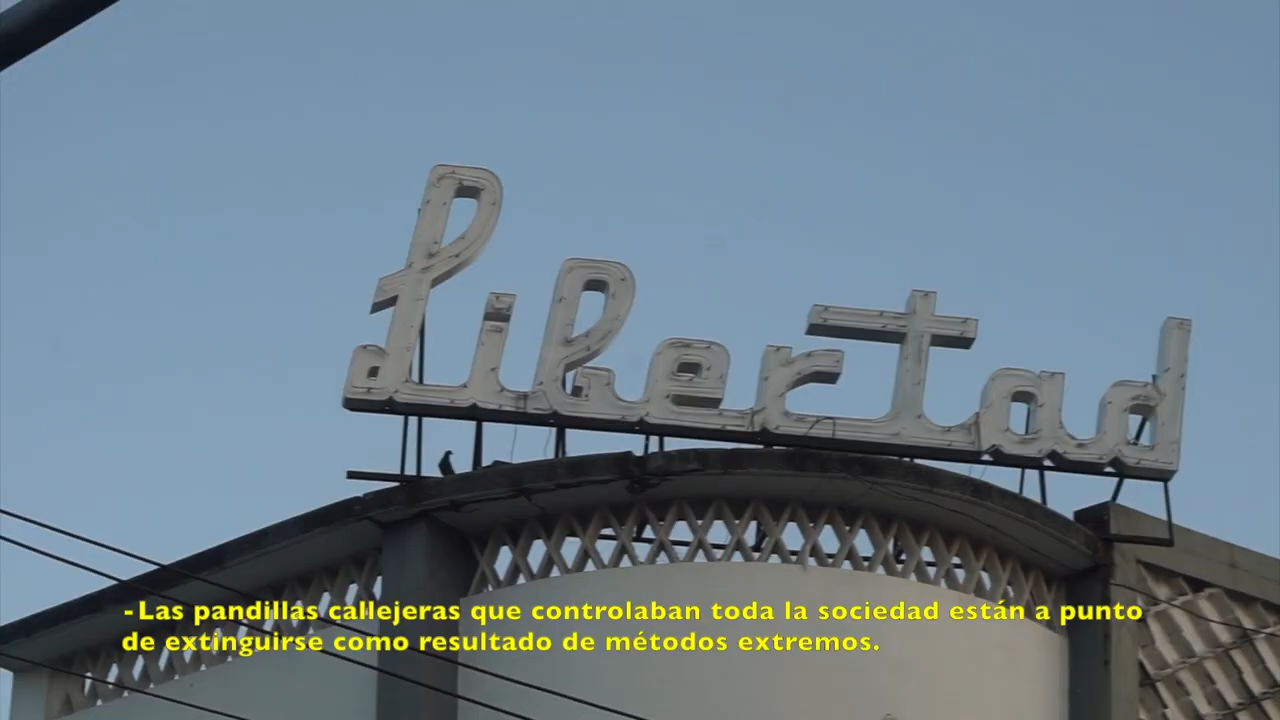 Libertad
-Las pandillas callejeras que controlaban toda la sociedad están a punto
de extinguirse como resultado de métodos extremos.